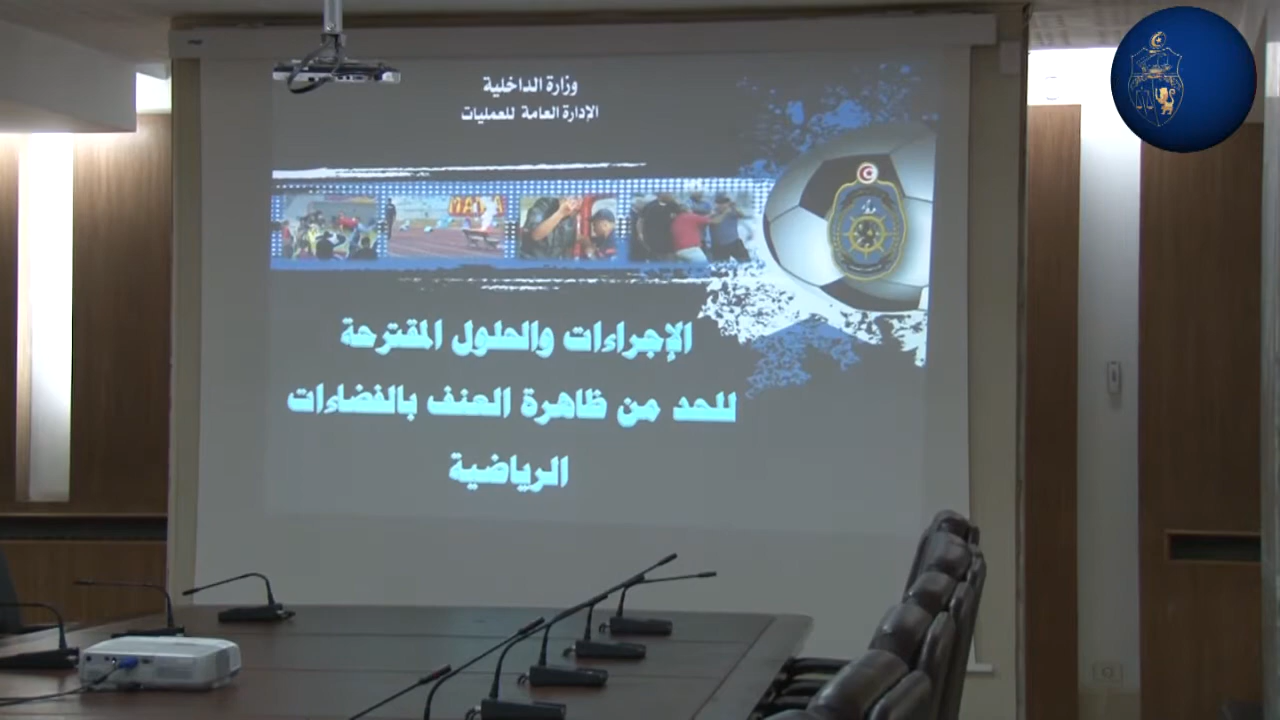 وزارة الداخلية
الإدارة العامة للعمليات
الإجراءات والحلول المقترحة
للحد من ظاهرة العنف بالفضاءات
الرياضية